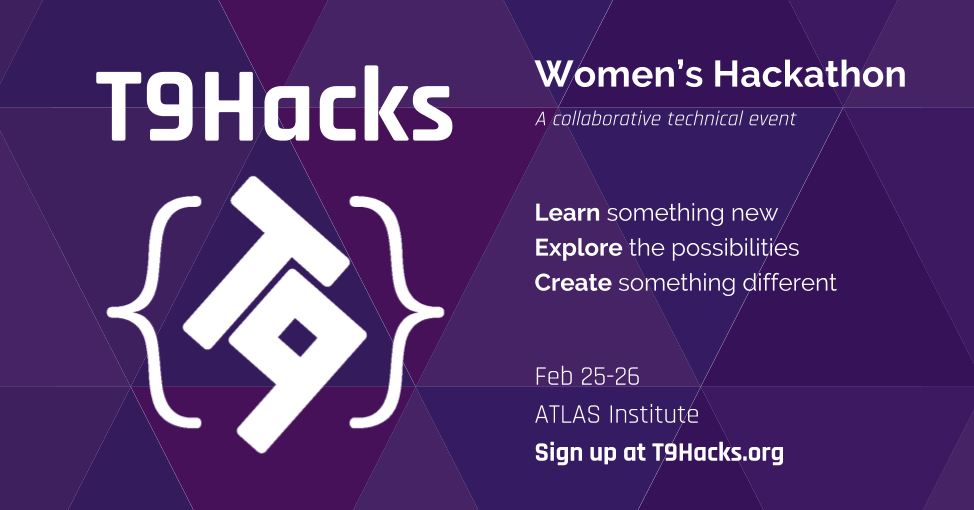 T9Hacks
{T9}
Women's Hackathon
A collaborative technical event
Learn something new
Explore the possibilities
Create something different
Feb 25-26
ATLAS Institute
Sign up at T9Hacks.org